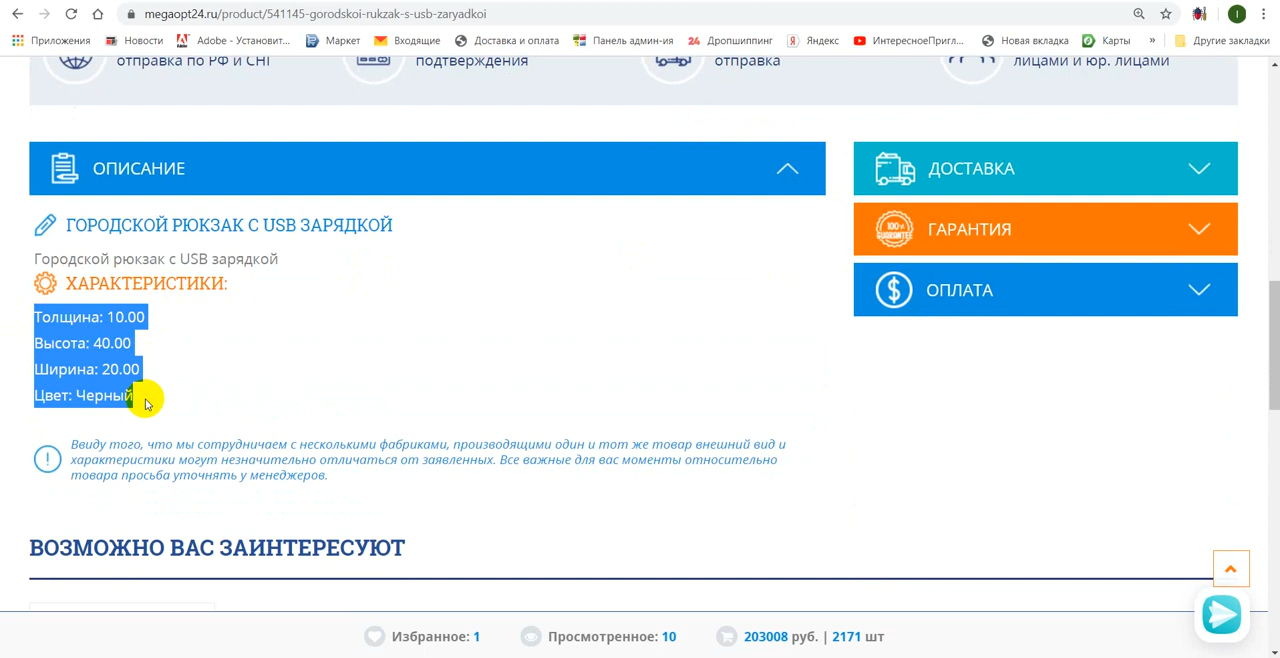 megaopt24.ru/product/541145-gorodskoi-rukzak-s-usb-zaryadkoi
I
Приложения
Новости
Adobe - Установит...
Маркет
Входящие
Доставка и оплата
Панель админ-ия
24 Дропшиппинг
Я Яндекс
ИнтересноеПригл...
Новая вкладка
Карты
»
Другие закладки
отправка по РФ и СНГ
подтверждения
отправка
лицами и юр. лицами
ОПИСАНИЕ
ДОСТАВКА
ГОРОДСКОЙ РЮКЗАК С USB ЗАРЯДКОЙ
100% GUARANTEE
ГАРАНТИЯ
Городской рюкзак с USB зарядкой
ХАРАКТЕРИСТИКИ:
$ ОПЛАТА
Толщина: 10.00
Высота: 40.00
Ширина: 20.00
Цвет: Черный
! Ввиду того, что мы сотрудничаем с несколькими фабриками, производящими один и тот же товар внешний вид и
характеристики могут незначительно отличаться от заявленных. Все важные для вас моменты относительно
товара просьба уточнять у менеджеров.
ВОЗМОЖНО ВАС ЗАИНТЕРЕСУЮТ
Избранное: 1
Просмотренное: 10
203008 руб. | 2171 шт